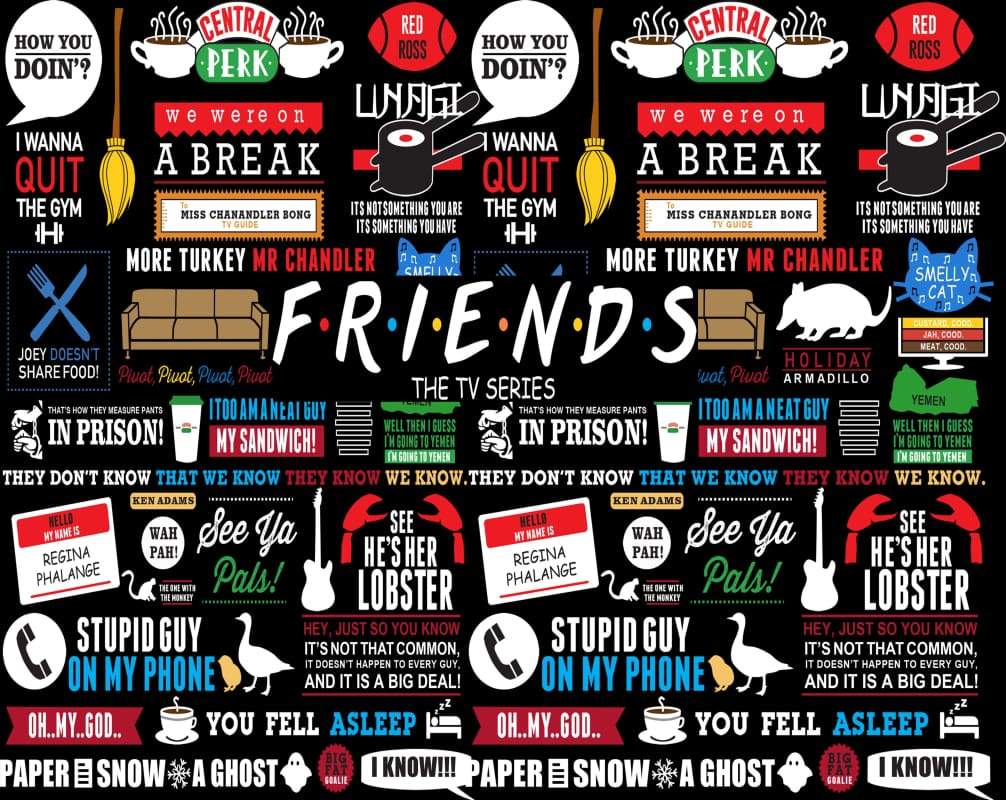 HOW YOU
DOIN'?
CENTRAL
PERK
RED
ROSS
we were on
A BREAK
To
MISS CHANANDLER BONG
TV GUIDE
UNAGI
IT'S NOT SOMETHING YOU ARE
IT'S SOMETHING YOU HAVE
I WANNA
QUIT
THE GYM
HOW YOU
DOIN'?
CENTRAL
PERK
RED
ROSS
we were on
A BREAK
To
MISS CHANANDLER BONG
TV GUIDE
UNAGI
IT'S NOT SOMETHING YOU ARE
IT'S SOMETHING YOU HAVE
I WANNA
QUIT
THE GYM
MORE TURKEY MR CHANDLER
SMELLY
MORE TURKEY MR CHANDLER
SMELLY
CAT
JOEY DOESN'T
SHARE FOOD!
Pivot, Pivot, Pivot, Pivot
F·R·I·E·N·D·S
THE TV SERIES
Pivot
HOLIDAY
ARMADILLO
CUSTARD, GOOD.
JAH, GOOD.
MEAT, GOOD.
THAT'S HOW THEY MEASURE PANTS
IN PRISON!
I TOO AM A NEAT GUY
MY SANDWICH!
YEMEN
WELL THEN I GUESS
I'M GOING TO YEMEN
I'M GOING TO YEMEN
THAT'S HOW THEY MEASURE PANTS
IN PRISON!
I TOO AM A NEAT GUY
MY SANDWICH!
YEMEN
WELL THEN I GUESS
I'M GOING TO YEMEN
I'M GOING TO YEMEN
THEY DON'T KNOW THAT WE KNOW THEY KNOW WE KNOW.
THEY DON'T KNOW THAT WE KNOW THEY KNOW WE KNOW.
HELLO
MY NAME IS
REGINA
PHALANGE
KEN ADAMS
WAH
PAH!
THE ONE WITH
THE MONKEY
See Ya
Pals!
SEE
HE'S HER
LOBSTER
HELLO
MY NAME IS
REGINA
PHALANGE
KEN ADAMS
WAH
PAH!
THE ONE WITH
THE MONKEY
See Ya
Pals!
SEE
HE'S HER
LOBSTER
STUPID GUY
ON MY PHONE
HEY, JUST SO YOU KNOW
IT'S NOT THAT COMMON,
IT DOESN'T HAPPEN TO EVERY GUY,
AND IT IS A BIG DEAL!
STUPID GUY
ON MY PHONE
HEY, JUST SO YOU KNOW
IT'S NOT THAT COMMON,
IT DOESN'T HAPPEN TO EVERY GUY,
AND IT IS A BIG DEAL!
OH..MY..GOD..
YOU FELL ASLEEP
z z Z
OH..MY..GOD..
YOU FELL ASLEEP
z z Z
PAPER SNOW A GHOST
BIG
FAT
GOALIE
I KNOW!!!
PAPER SNOW A GHOST
BIG
FAT
GOALIE
I KNOW!!!